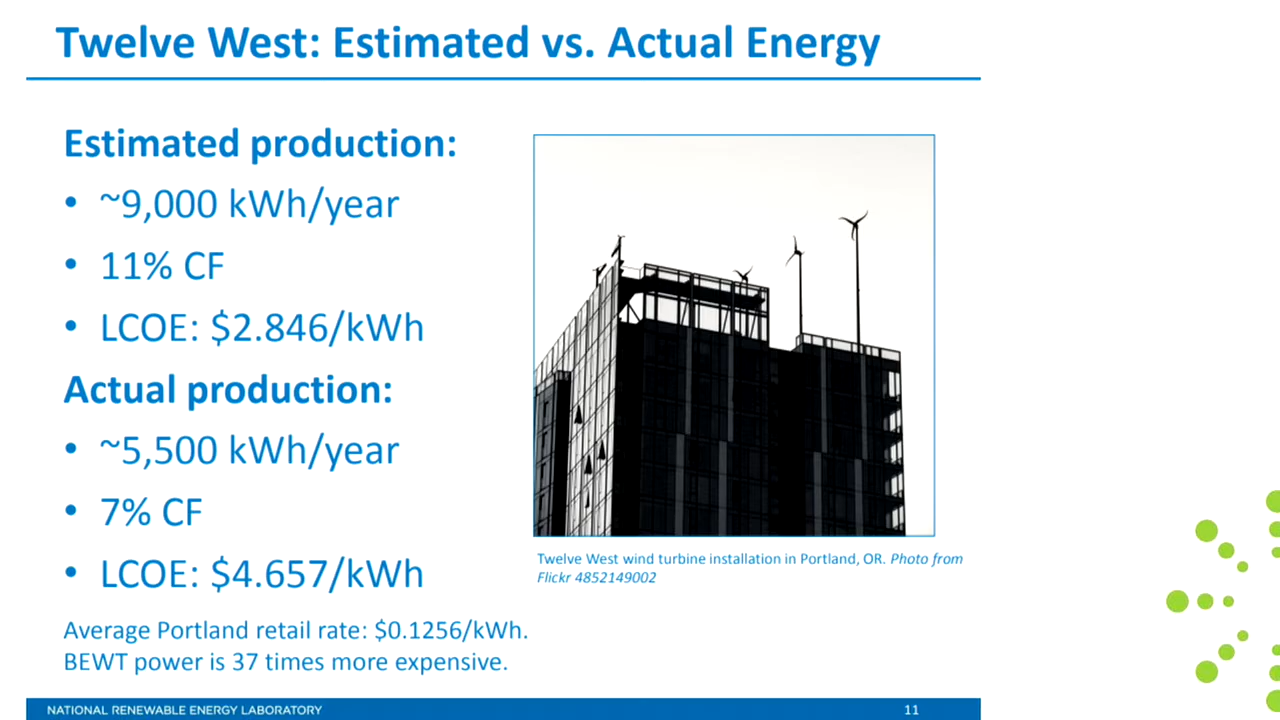 Twelve West: Estimated vs. Actual Energy
Estimated production:
• ~9,000 kWh/year
• 11% CF
• LCOE: $2.846/kWh
Actual production:
• ~5,500 kWh/year
• 7% CF
• LCOE: $4.657/kWh
Average Portland retail rate: $0.1256/kWh.
BEWT power is 37 times more expensive.
Twelve West wind turbine installation in Portland, OR. Photo from
Flickr 4852149002
NATIONAL RENEWABLE ENERGY LABORATORY
11